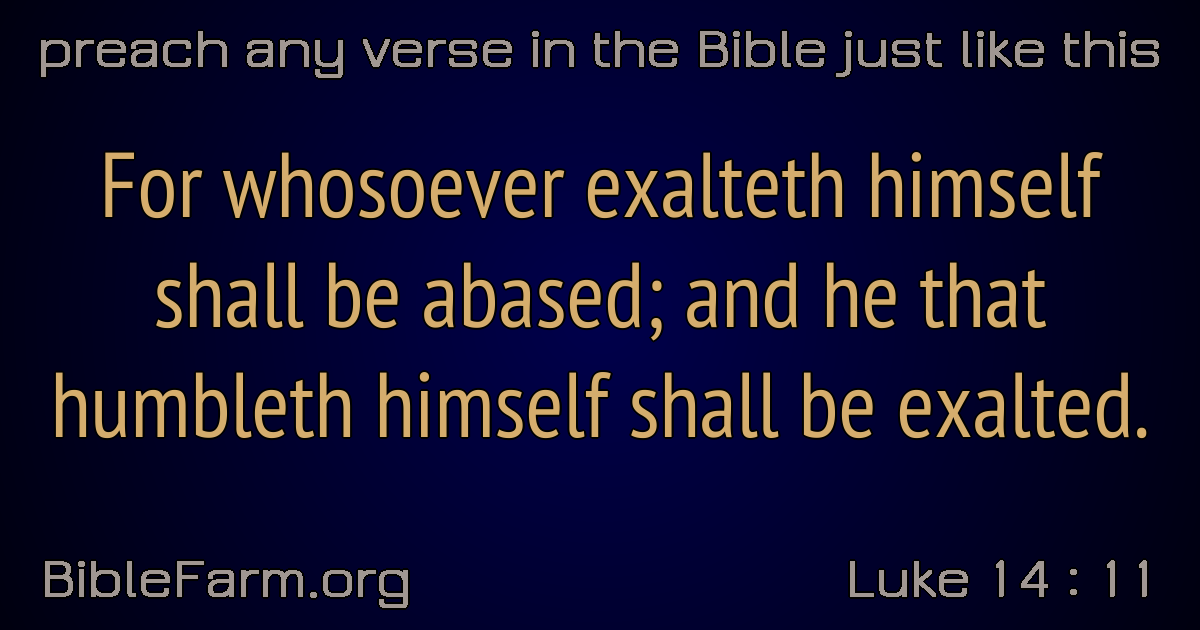 preach any verse in the Bible just like this
For whosoever exalteth himself
shall be abased; and he that
humbleth himself shall be exalted.
BibleFarm.org
Luke 14 : 11